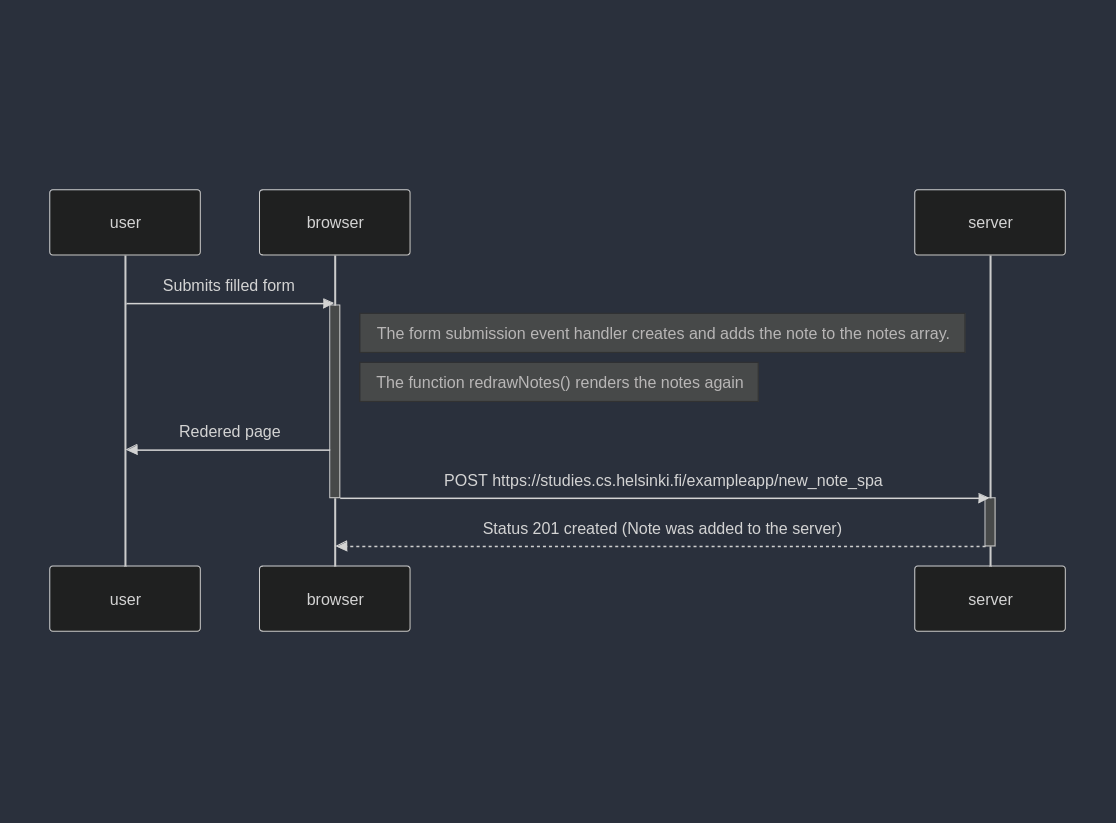 user
browser
server
Submits filled form
The form submission event handler creates and adds the note to the notes array.
The function redrawNotes() renders the notes again
Redered page
POST https://studies.cs.helsinki.fi/exampleapp/new_note_spa
Status 201 created (Note was added to the server)
user
browser
server